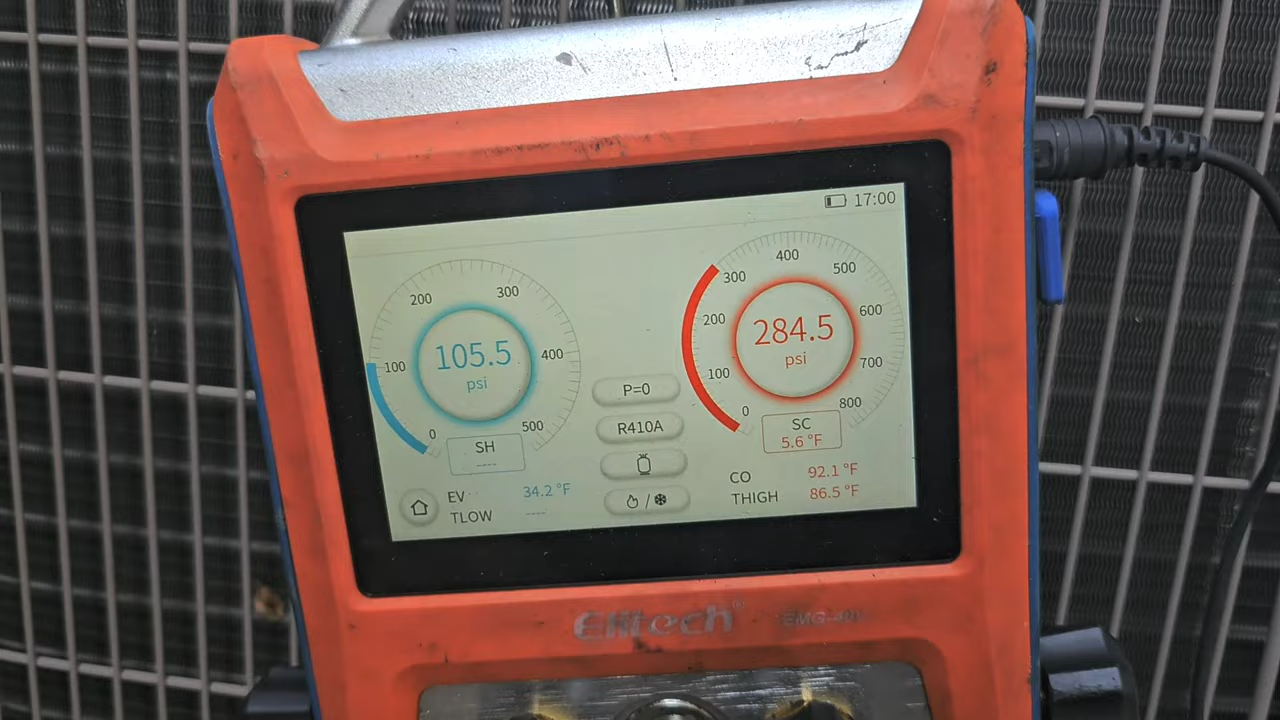 17:00
200
300
100
400
0
500
105.5
psi
SH
----
EV 34.2 °F
TLOW ----
P=0
R410A
/
400
300
500
200
600
100
700
0
800
284.5
psi
SC
5.6 °F
CO 92.1 °F
THIGH 86.5 °F
Elitech®